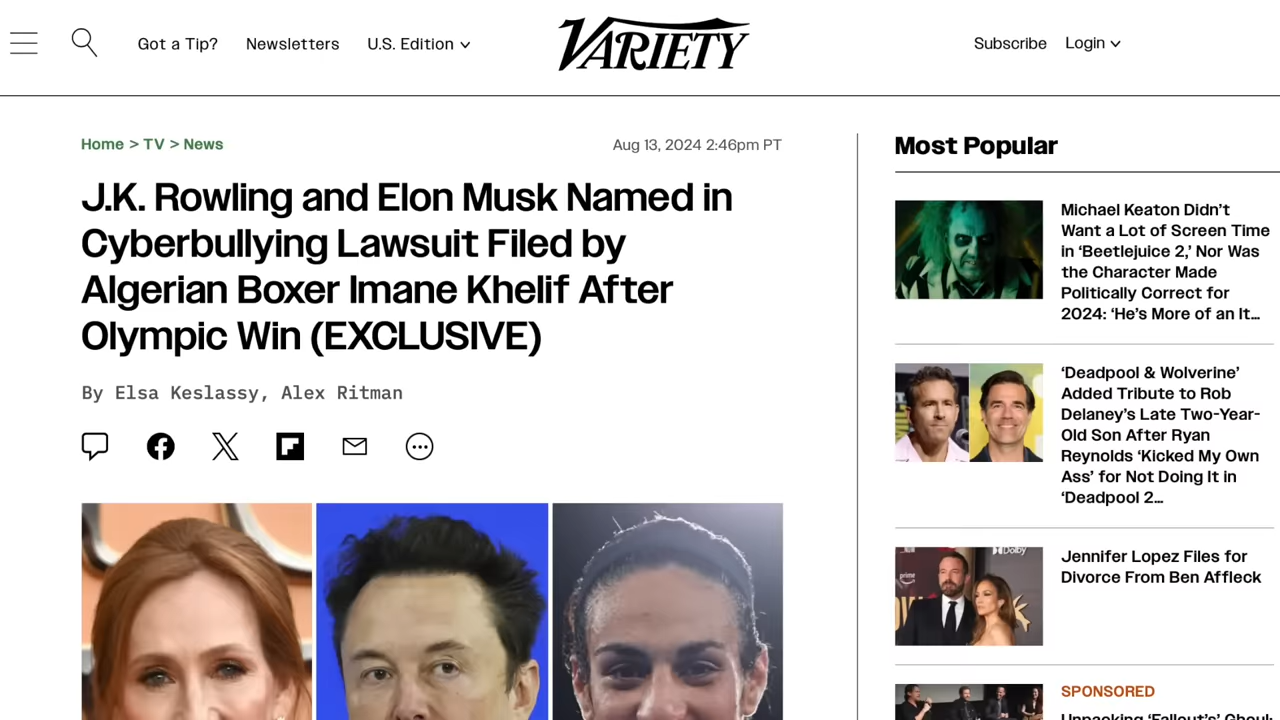 Got a Tip?
Newsletters
U.S. Edition
VARIETY
Subscribe
Login
Home > TV > News
Aug 13, 2024 2:46pm PT
J.K. Rowling and Elon Musk Named in
Cyberbullying Lawsuit Filed by
Algerian Boxer Imane Khelif After
Olympic Win (EXCLUSIVE)
By Elsa Keslassy, Alex Ritman
Most Popular
Michael Keaton Didn’t
Want a Lot of Screen Time
in ‘Beetlejuice 2,’ Nor Was
the Character Made
Politically Correct for
2024: ‘He’s More of an It…
‘Deadpool & Wolverine’
Added Tribute to Rob
Delaney’s Late Two-Year-
Old Son After Ryan
Reynolds ‘Kicked My Own
Ass’ for Not Doing It in
‘Deadpool 2…
Dolby
prime
Jennifer Lopez Files for
Divorce From Ben Affleck
SPONSORED
Unpacking ‘Fallout’s’ Ghoul